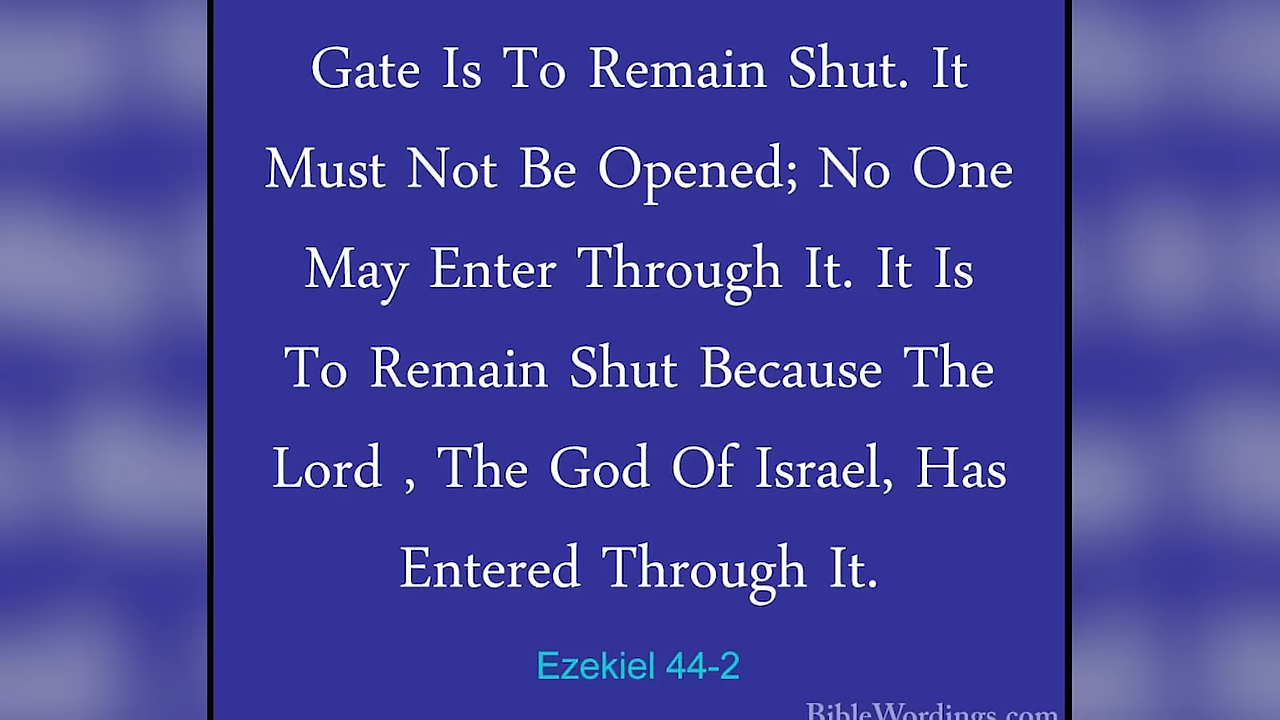 Gate Is To Remain Shut. It
Must Not Be Opened; No One
May Enter Through It. It Is
To Remain Shut Because The
Lord , The God Of Israel, Has
Entered Through It.
Ezekiel 44-2
BibleWordings.com